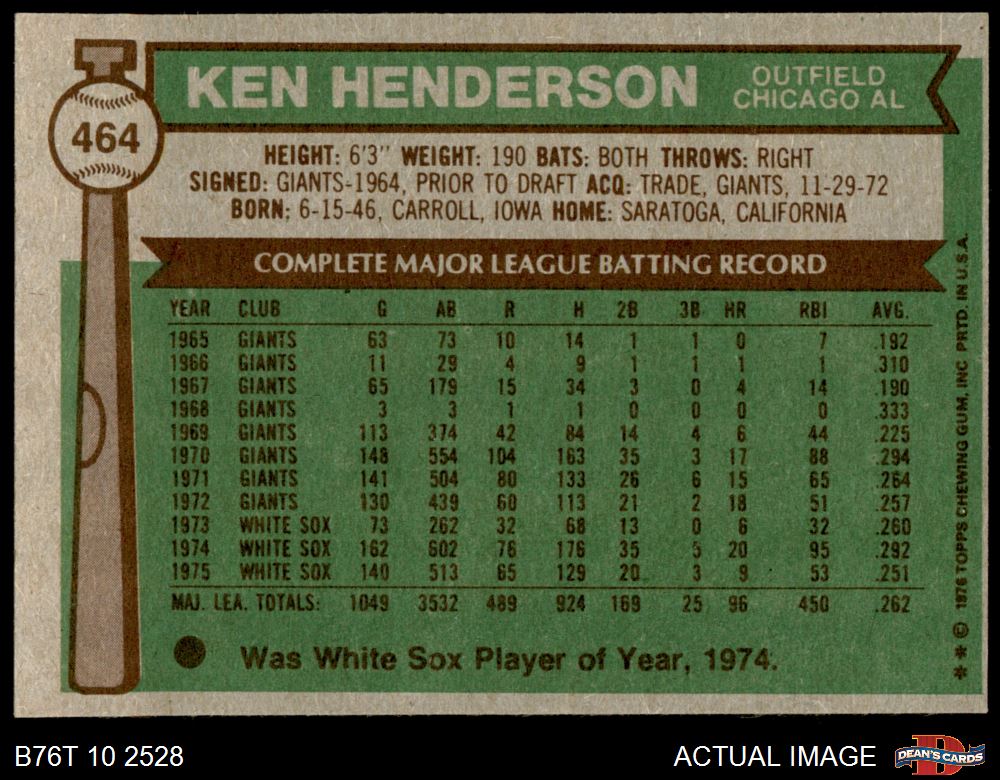 464
KEN HENDERSON
OUTFIELD
CHICAGO AL
HEIGHT: 6'3" WEIGHT: 190 BATS: BOTH THROWS: RIGHT
SIGNED: GIANTS-1964, PRIOR TO DRAFT ACQ: TRADE, GIANTS, 11-29-72
BORN: 6-15-46, CARROLL, IOWA HOME: SARATOGA, CALIFORNIA
COMPLETE MAJOR LEAGUE BATTING RECORD
YEAR CLUB G AB R H 2B 3B HR RBI AVG.
1965 GIANTS 63 73 10 14 1 1 0 7 .192
1966 GIANTS 11 29 4 9 1 1 1 1 .310
1967 GIANTS 65 179 15 34 3 0 4 14 .190
1968 GIANTS 3 3 1 1 0 0 0 0 .333
1969 GIANTS 113 374 42 84 14 4 6 44 .225
1970 GIANTS 148 554 104 163 35 3 17 88 .294
1971 GIANTS 141 504 80 133 26 6 15 65 .264
1972 GIANTS 130 439 60 113 21 2 18 51 .257
1973 WHITE SOX 73 262 32 68 13 0 6 32 .260
1974 WHITE SOX 162 602 76 176 35 5 20 95 .292
1975 WHITE SOX 140 513 65 129 20 3 9 53 .251
MAJ. LEA. TOTALS: 1049 3532 489 924 169 25 96 450 .262
Was White Sox Player of Year, 1974.
** © 1976 TOPPS CHEWING GUM, INC. PRTD. IN U.S.A.
B76T 10 2528
ACTUAL IMAGE
D
DEAN'S CARDS